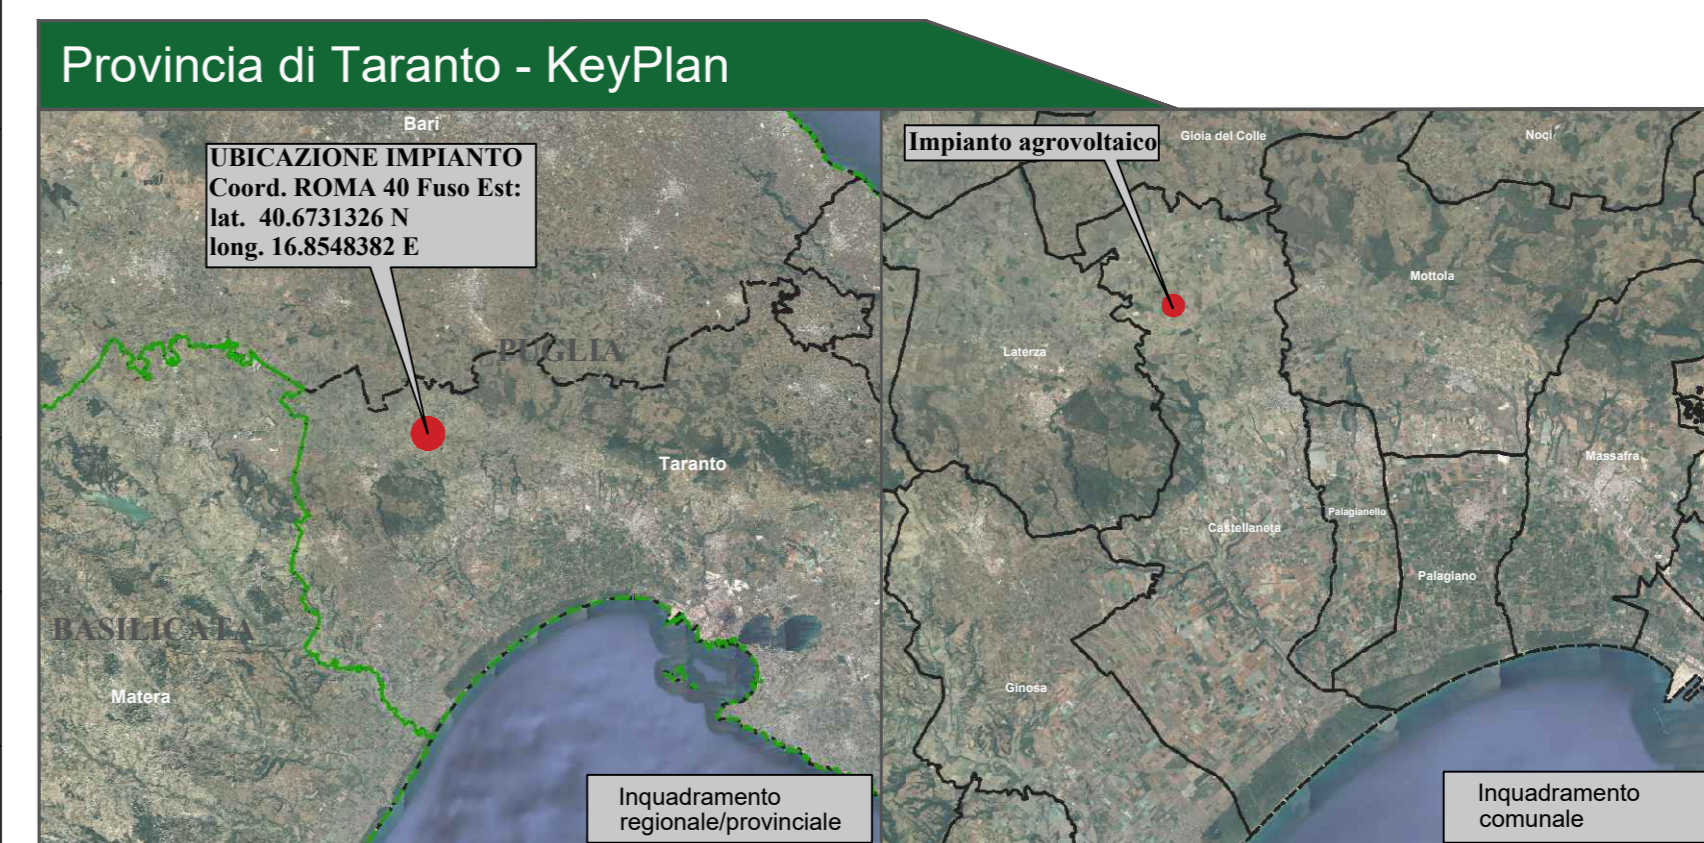 Provincia di Taranto - KeyPlan
Bari
UBICAZIONE IMPIANTO
Coord. ROMA 40 Fuso Est:
lat.  40.6731326 N
long. 16.8548382 E
PUGLIA
Taranto
BASILICATA
Matera
Inquadramento
regionale/provinciale
Impianto agrovoltaico
Gioia del Colle
Noci
Mottola
Laterza
Massafra
Palagianello
Castellaneta
Palagiano
Ginosa
Inquadramento
comunale